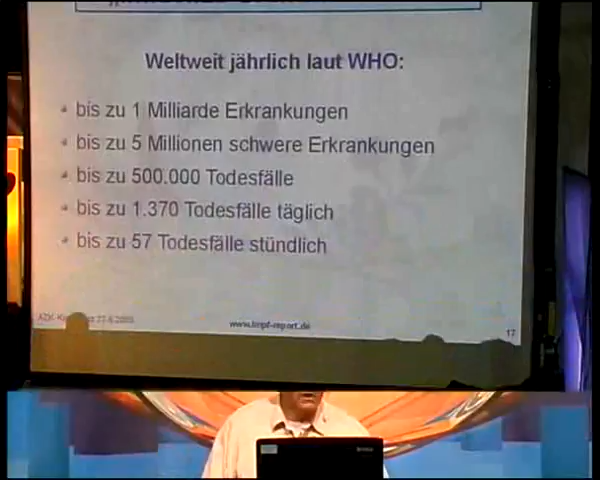 Weltweit jährlich laut WHO:
bis zu 1 Milliarde Erkrankungen
bis zu 5 Millionen schwere Erkrankungen
bis zu 500.000 Todesfälle
bis zu 1.370 Todesfälle täglich
bis zu 57 Todesfälle stündlich
www.impf-report.de
17